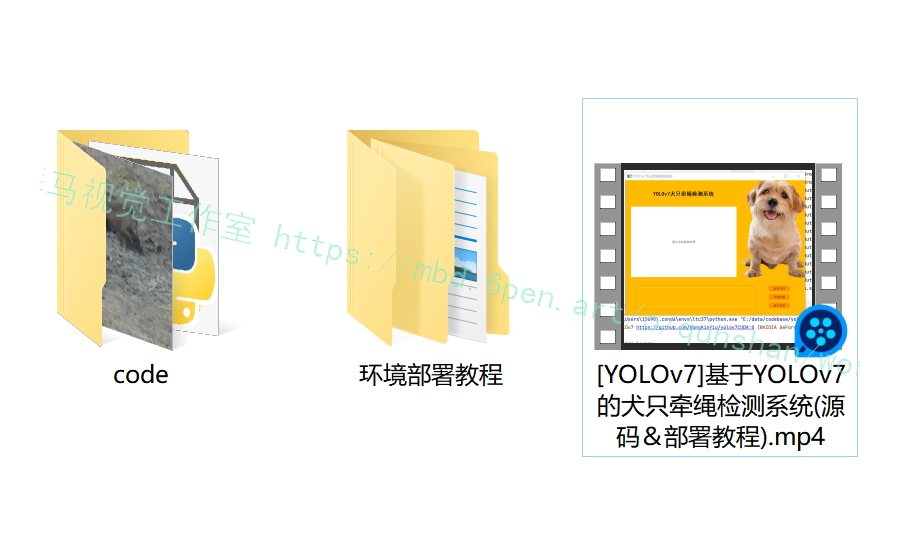 马视觉工作室 https://mbd.6pen.art/
qunshan/wo
YOLOv7犬只牵绳检测系统
code
环境部署教程
[YOLOv7]基于YOLOv7
的犬只牵绳检测系统(源
码＆部署教程).mp4